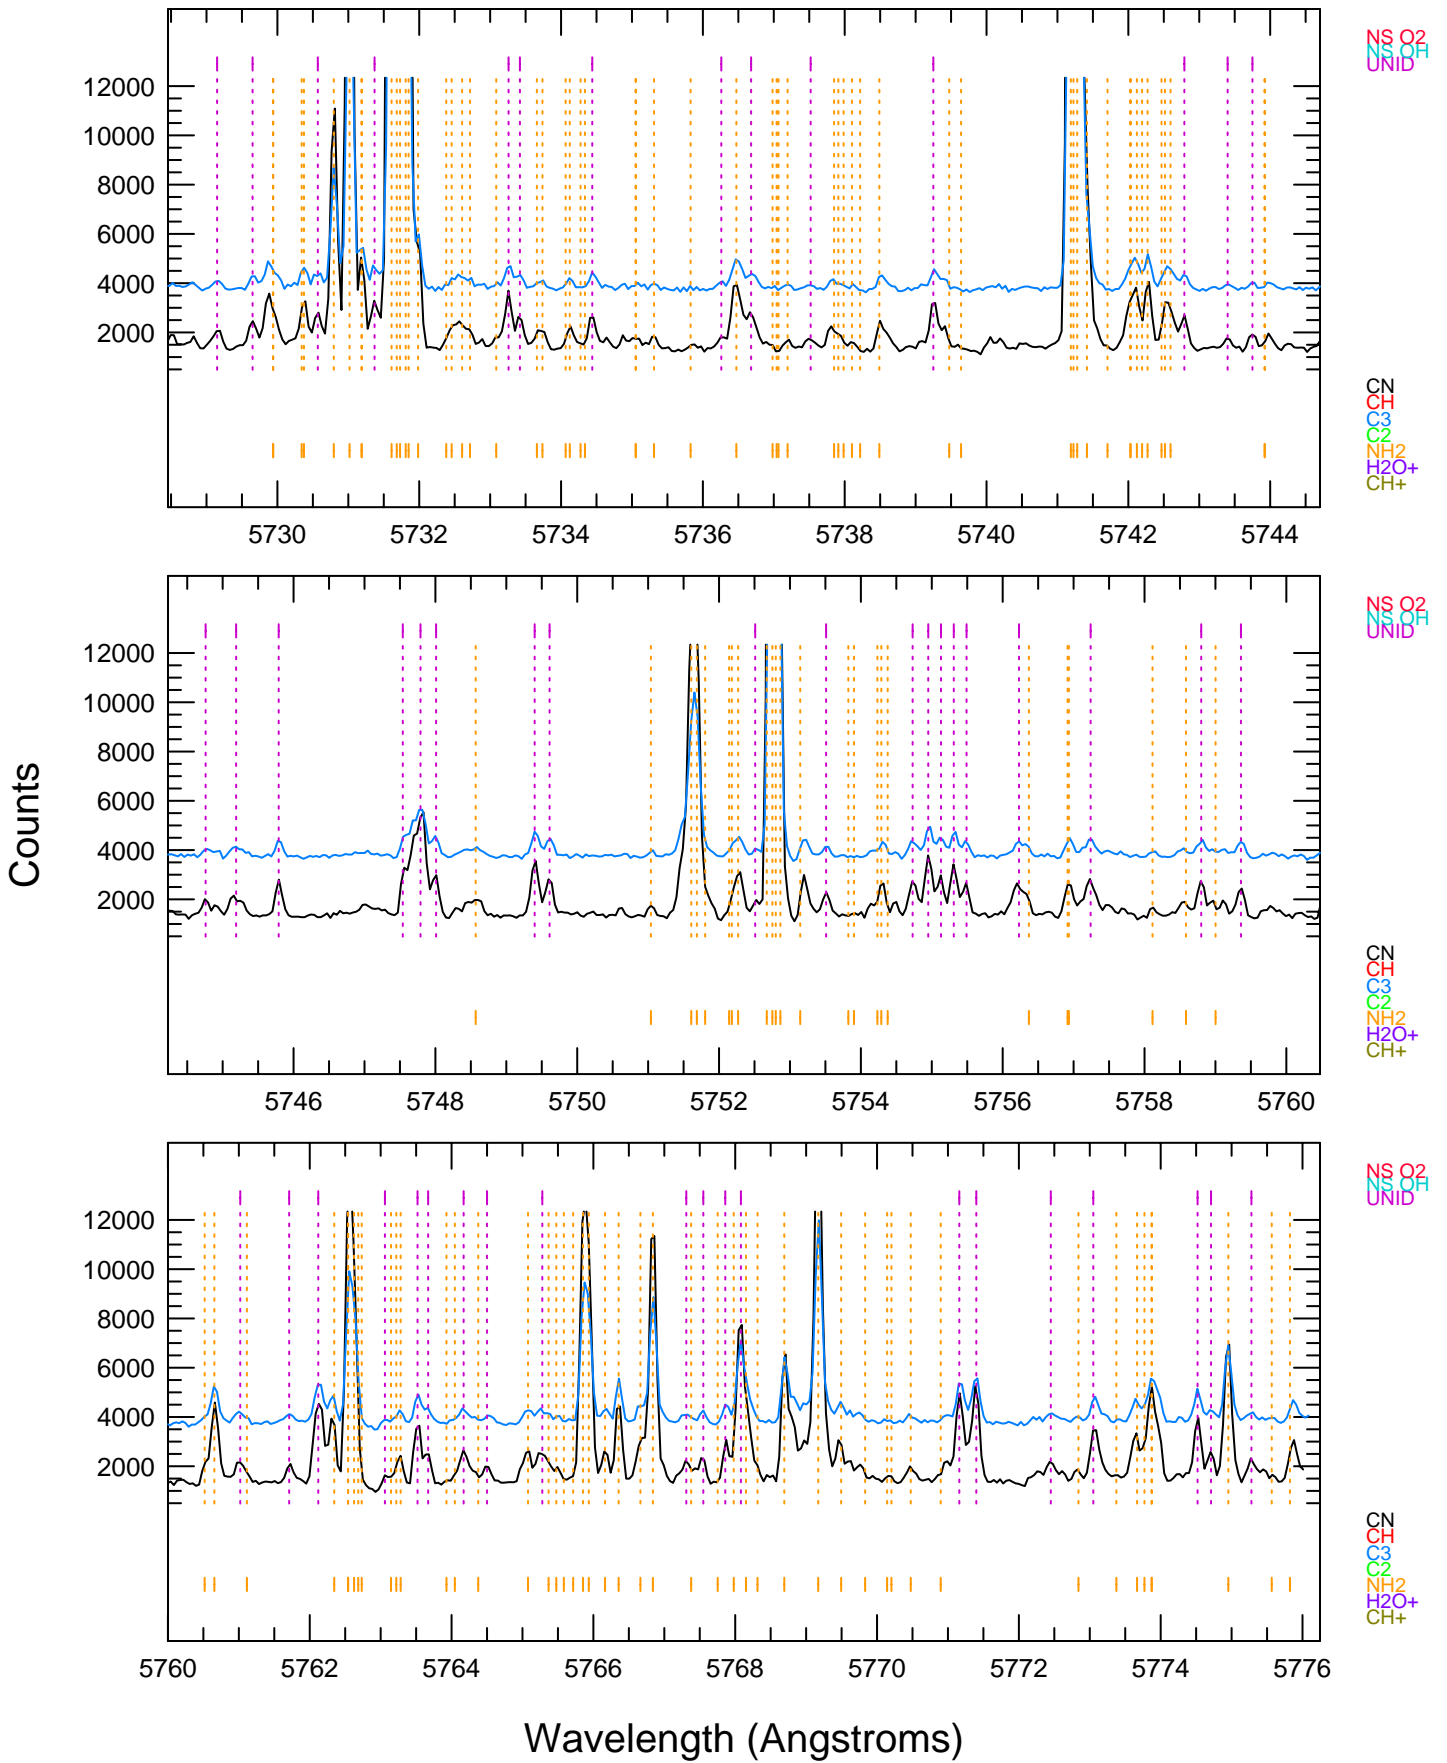 NS O2
NS OH
UNID
12000
10000
8000
6000
4000
2000
CN
CH
C3
C2
NH2
H2O+
CH+
5730 5732 5734 5736 5738 5740 5742 5744
NS O2
NS OH
UNID
12000
10000
8000
6000
4000
2000
Counts
CN
CH
C3
C2
NH2
H2O+
CH+
5746 5748 5750 5752 5754 5756 5758 5760
NS O2
NS OH
UNID
12000
10000
8000
6000
4000
2000
CN
CH
C3
C2
NH2
H2O+
CH+
5760 5762 5764 5766 5768 5770 5772 5774 5776
Wavelength (Angstroms)